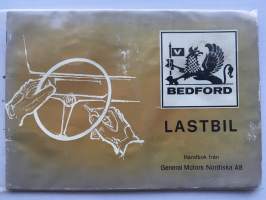 V
BEDFORD
LASTBIL
Handbok från
General Motors Nordiska AB